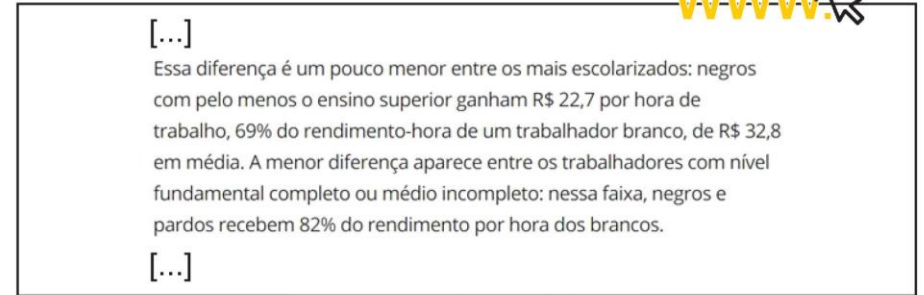 WWWW.
[...]
Essa diferença é um pouco menor entre os mais escolarizados: negros
com pelo menos o ensino superior ganham R$ 22,7 por hora de
trabalho, 69% do rendimento-hora de um trabalhador branco, de R$ 32,8
em média. A menor diferença aparece entre os trabalhadores com nível
fundamental completo ou médio incompleto: nessa faixa, negros e
pardos recebem 82% do rendimento por hora dos brancos.
[...]